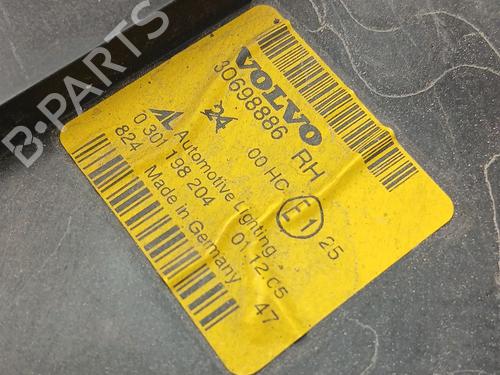 B-PARTS
VOLVO
30698886 RH
24 00 HC E1 25
AL Automotive Lighting
0 301 198 204 01.12.05
824 Made in Germany 47